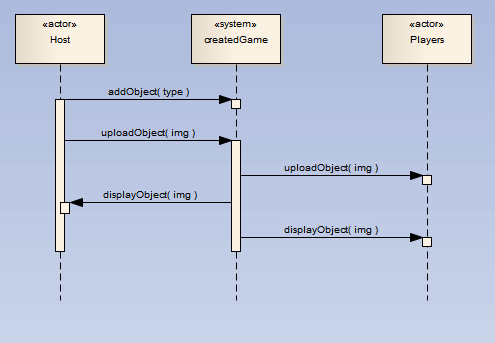 «actor»
Host
«system»
createdGame
«actor»
Players
addObject( type )
uploadObject( img )
uploadObject( img )
displayObject( img )
displayObject( img )